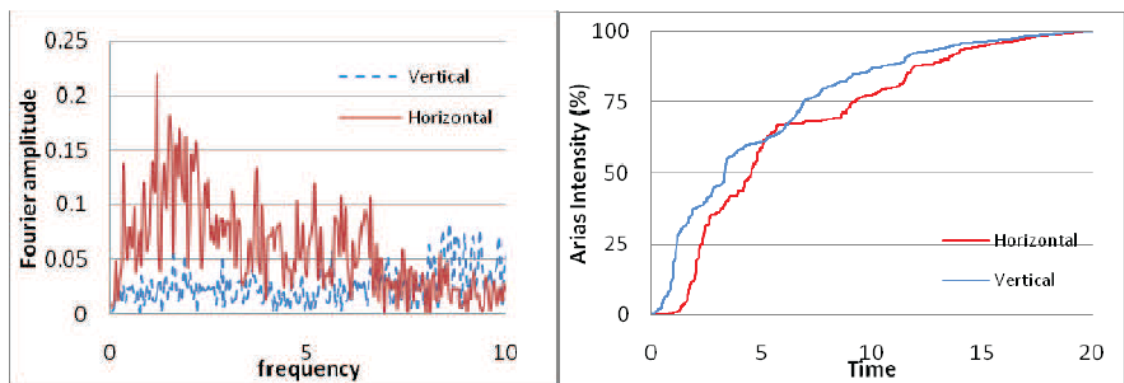 Fourier amplitude
0.25
0.2
0.15
0.1
0.05
0
0
5
10
frequency
Vertical
Horizontal
Arias Intensity (%)
100
75
50
25
0
0
5
10
15
20
Time
Horizontal
Vertical